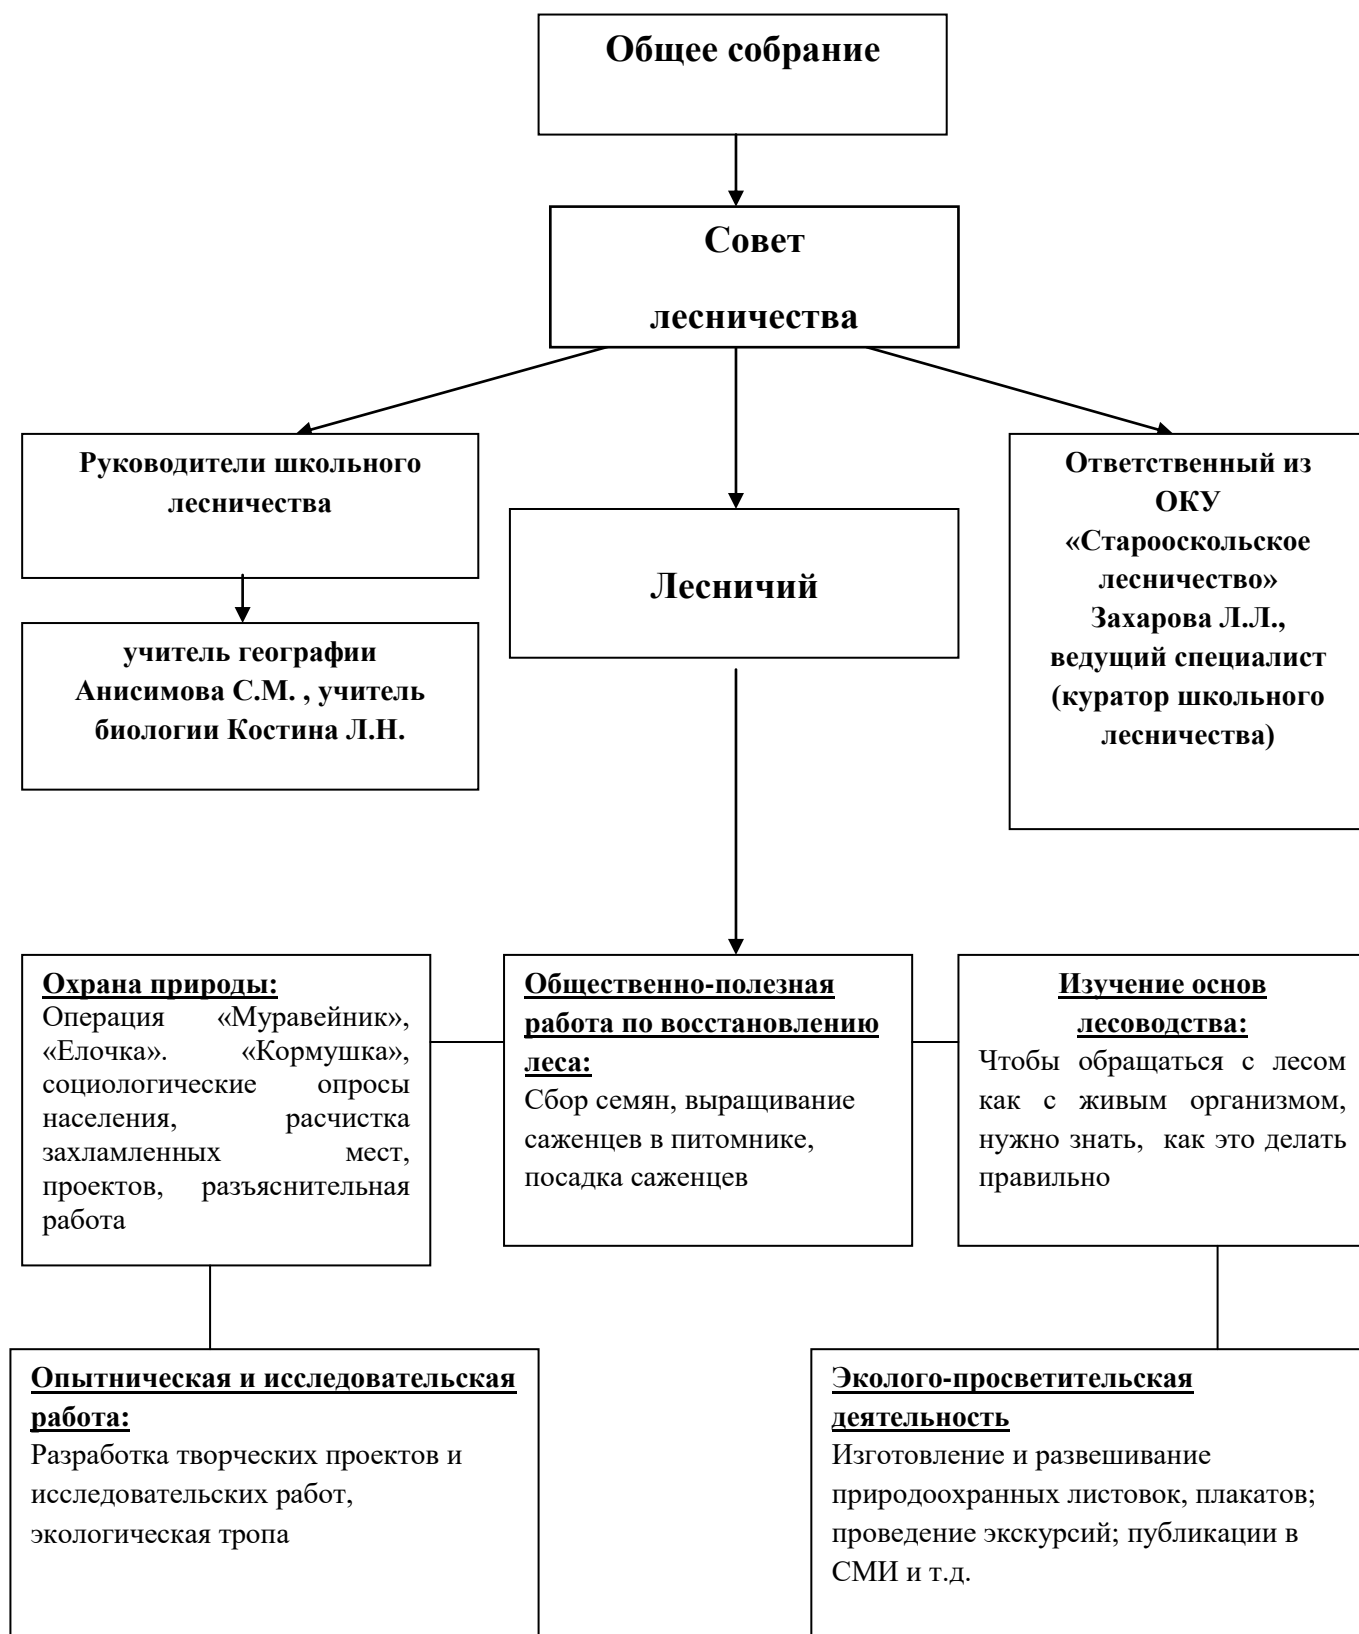 Общее собрание
Совет
лесничества
Руководители школьного
лесничества
учитель географии
Анисимова С.М. , учитель
биологии Костина Л.Н.
Лесничий
Ответственный из
ОКУ
«Старооскольское
лесничество»
Захарова Л.Л.,
ведущий специалист
(куратор школьного
лесничества)
Охрана природы:
Операция «Муравейник»,
«Елочка». «Кормушка»,
социологические опросы
населения, расчистка
захламленных мест,
проектов, разъяснительная
работа
Общественно-полезная
работа по восстановлению
леса:
Сбор семян, выращивание
саженцев в питомнике,
посадка саженцев
Изучение основ
лесоводства:
Чтобы обращаться с лесом
как с живым организмом,
нужно знать, как это делать
правильно
Опытническая и исследовательская
работа:
Разработка творческих проектов и
исследовательских работ,
экологическая тропа
Эколого-просветительская
деятельность
Изготовление и развешивание
природоохранных листовок, плакатов;
проведение экскурсий; публикации в
СМИ и т.д.